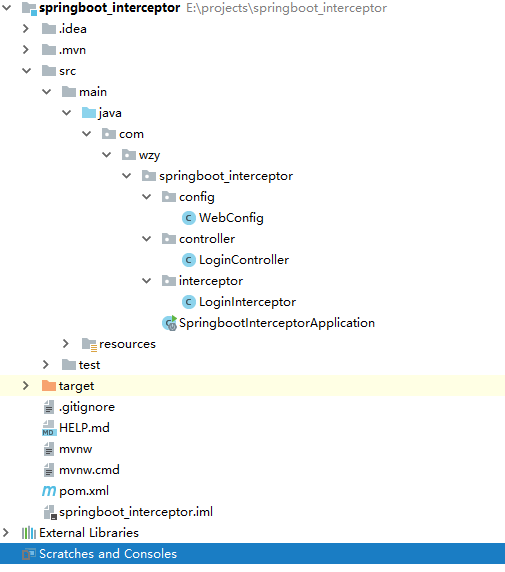 springboot_interceptor E:\projects\springboot_interceptor
.idea
.mvn
src
main
java
com
wzy
springboot_interceptor
config
C WebConfig
controller
C LoginController
interceptor
C LoginInterceptor
C SpringbootInterceptorApplication
resources
test
target
.gitignore
MD HELP.md
mvnw
mvnw.cmd
m pom.xml
springboot_interceptor.iml
External Libraries
Scratches and Consoles